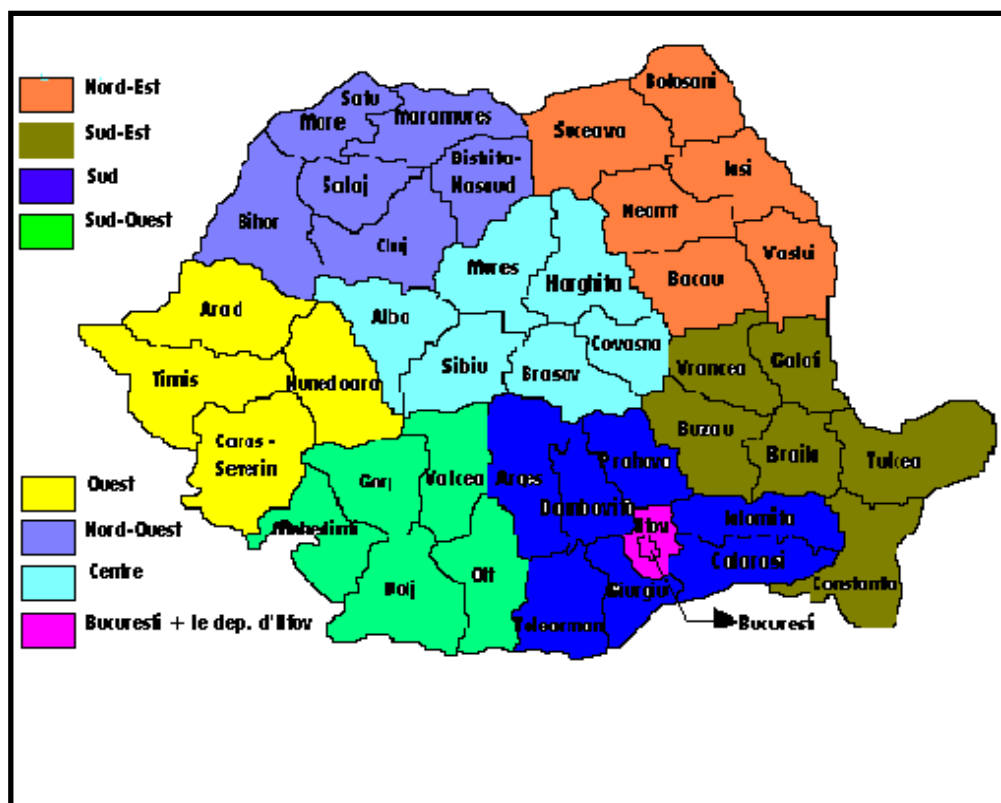 Nord-Est
Sud-Est
Sud
Sud-Ouest
Ouest
Nord-Ouest
Centre
Bucuresti + le dep. d'Ilfov
Satu
Mare
Maramures
Bistrita-
Nasaud
Salaj
Bihor
Cluj
Botosani
Suceava
Iasi
Neamt
Vaslui
Bacau
Mures
Harghita
Alba
Covasna
Sibiu
Brasov
Arad
Timis
Hunedoara
Caras -
Severin
Vrancea
Galati
Buzau
Braila
Tulcea
Constanta
Gorj
Valcea
Mehedinti
Dolj
Olt
Arges
Prahova
Dambovita
Ilfov
Ialomita
Calarasi
Giurgiu
Teleorman
Bucuresti